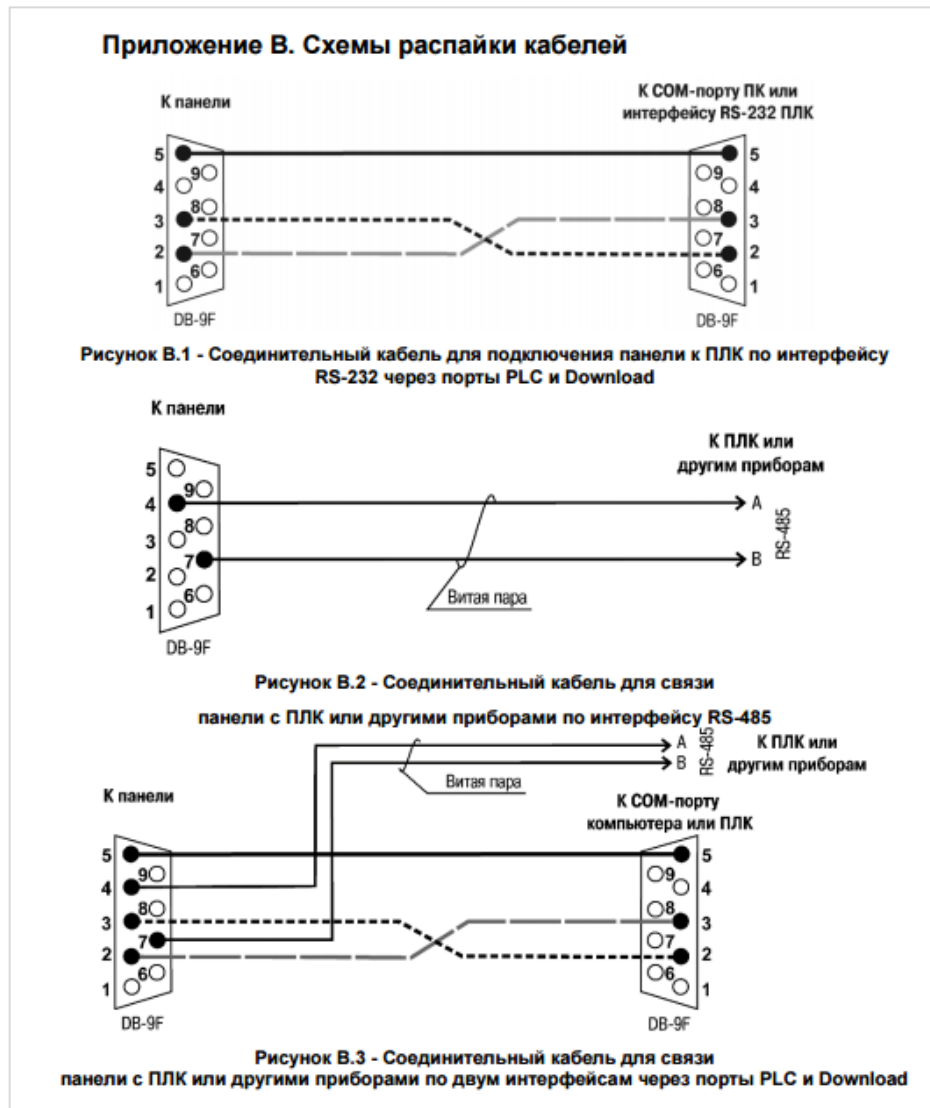 Приложение В. Схемы распайки кабелей
К панели
К COM-порту ПК или
интерфейсу RS-232 ПЛК
5
9
4
8
3
7
2
6
1
DB-9F
5
9
4
8
3
7
2
6
1
DB-9F
Рисунок В.1 - Соединительный кабель для подключения панели к ПЛК по интерфейсу
RS-232 через порты PLC и Download
К панели
К ПЛК или
другим приборам
5
9
4
8
3
7
2
6
1
DB-9F
A
B
RS-485
Витая пара
Рисунок В.2 - Соединительный кабель для связи
панели с ПЛК или другими приборами по интерфейсу RS-485
A
B
RS-485
К ПЛК или
другим приборам
Витая пара
К панели
К COM-порту
компьютера или ПЛК
5
9
4
8
3
7
2
6
1
DB-9F
5
9
4
8
3
7
2
6
1
DB-9F
Рисунок В.3 - Соединительный кабель для связи
панели с ПЛК или другими приборами по двум интерфейсам через порты PLC и Download